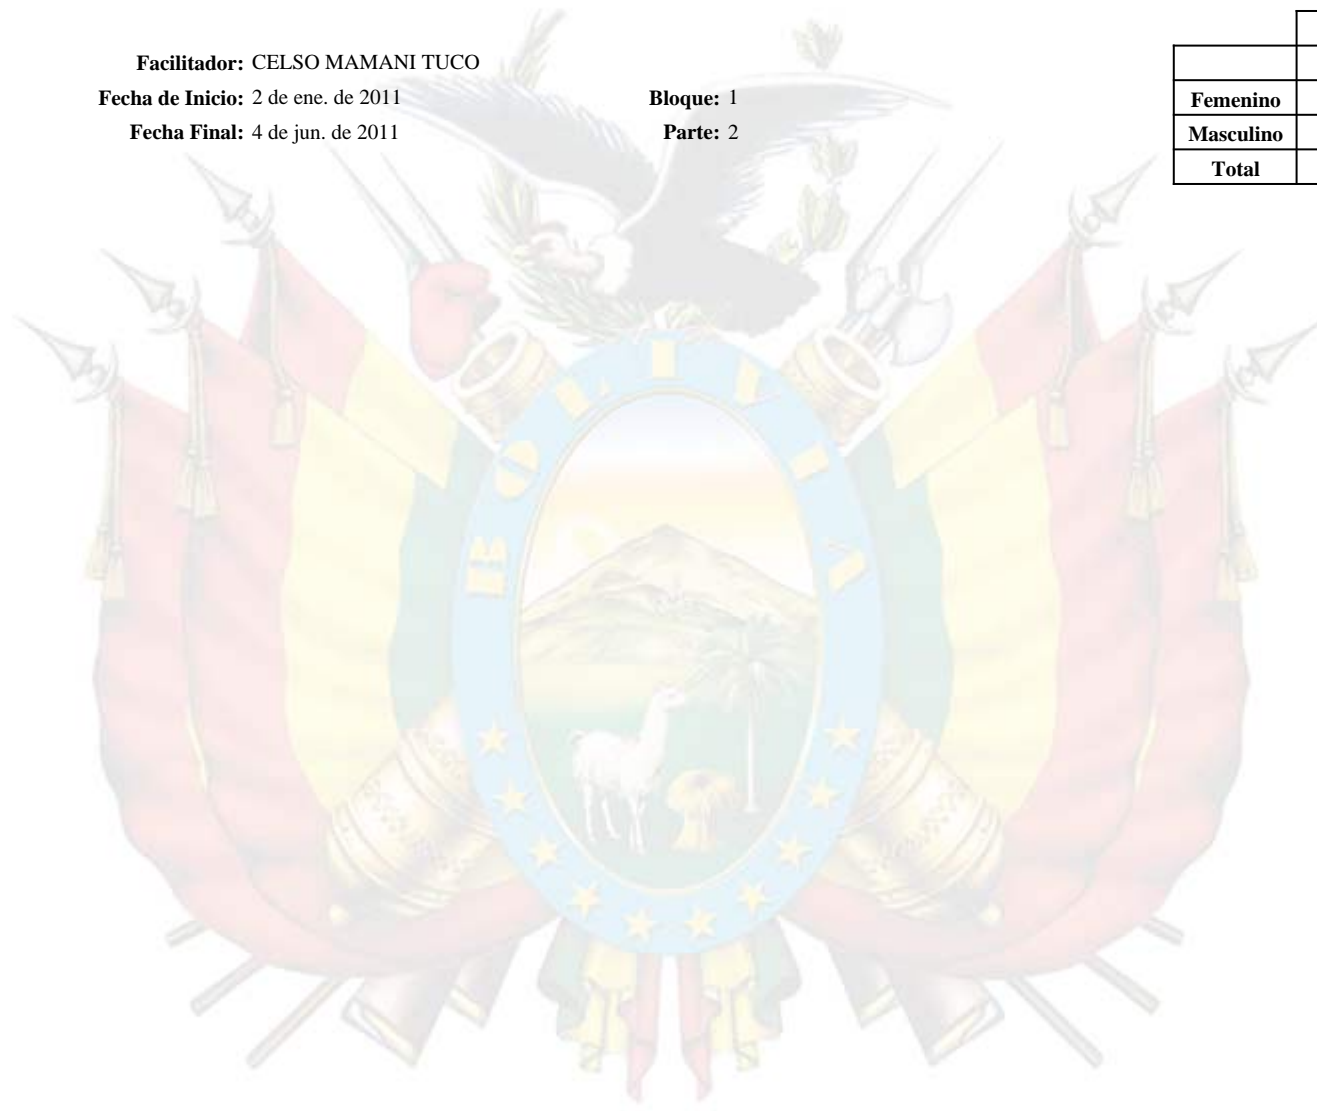 Facilitador: CELSO MAMANI TUCO
Fecha de Inicio: 2 de ene. de 2011 Bloque: 1
Fecha Final: 4 de jun. de 2011 Parte: 2
Femenino
Masculino
Total
BOLIVIA